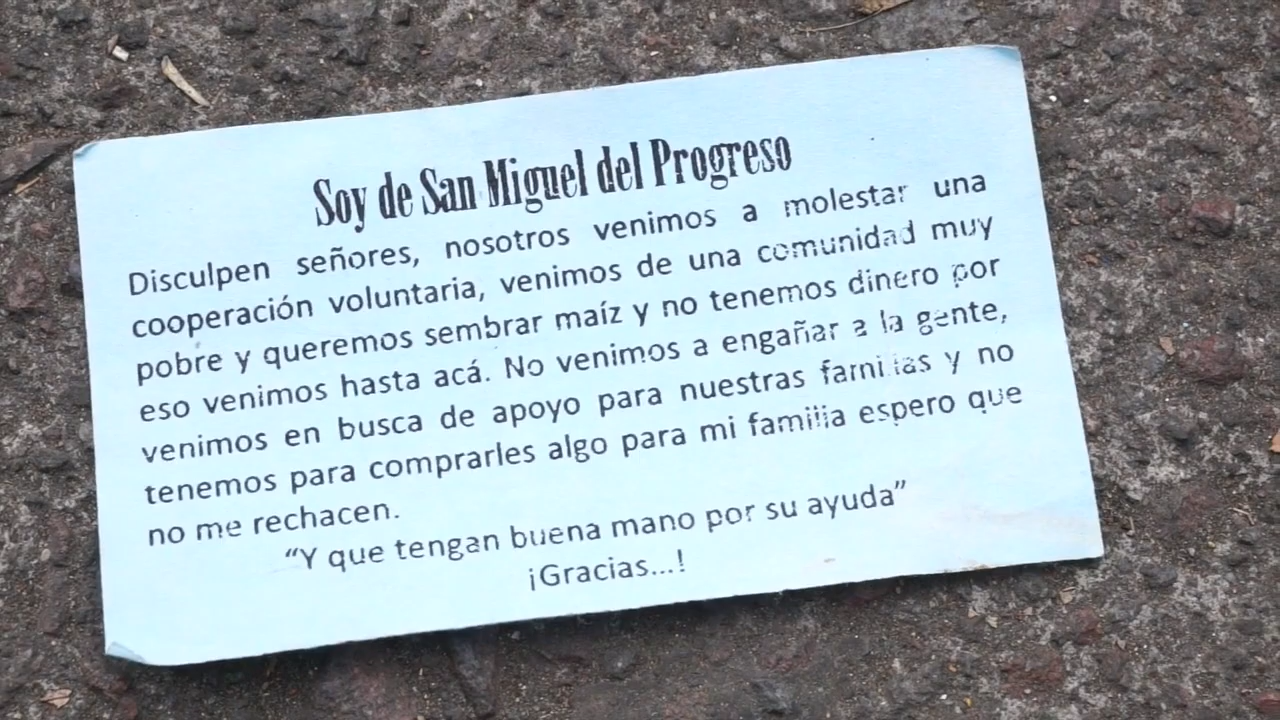 Soy de San Miguel del Progreso
Disculpen señores, nosotros venimos a molestar una
cooperación voluntaria, venimos de una comunidad muy
pobre y queremos sembrar maíz y no tenemos dinero por
eso venimos hasta acá. No venimos a engañar a la gente,
venimos en busca de apoyo para nuestras familias y no
tenemos para comprarles algo para mi familia espero que
no me rechacen.
“Y que tengan buena mano por su ayuda”
¡Gracias...!